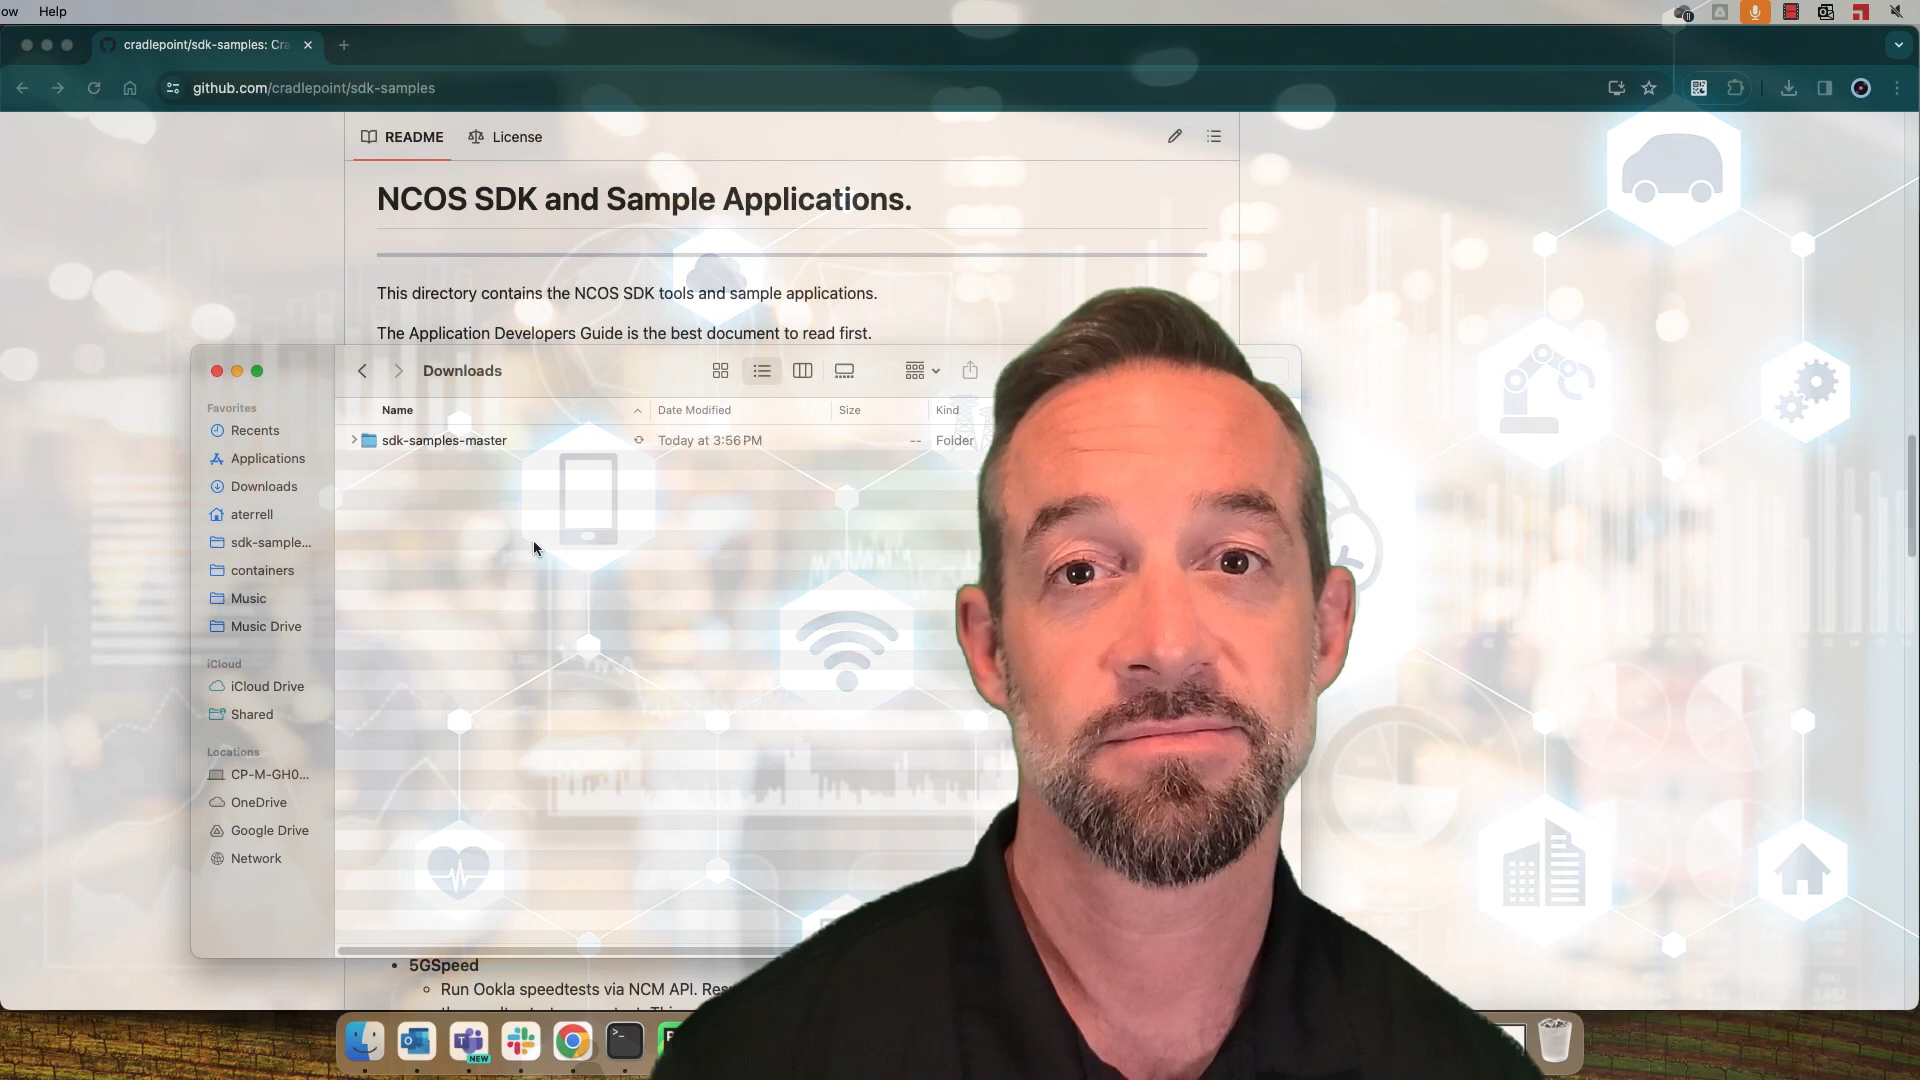 ow Help
cradlepoint/sdk-samples: Cra
github.com/cradlepoint/sdk-samples
README License
NCOS SDK and Sample Applications.
This directory contains the NCOS SDK tools and sample applications.
The Application Developers Guide is the best document to read first.
Downloads
Favorites
Recents
Applications
Downloads
aterrell
sdk-sample...
containers
Music
Music Drive
iCloud
iCloud Drive
Shared
Locations
CP-M-GH0...
OneDrive
Google Drive
Network
Name Date Modified Size Kind
sdk-samples-master Today at 3:56 PM -- Folder
5GSpeed
Run Ookla speedtests via NCM API.
NEW